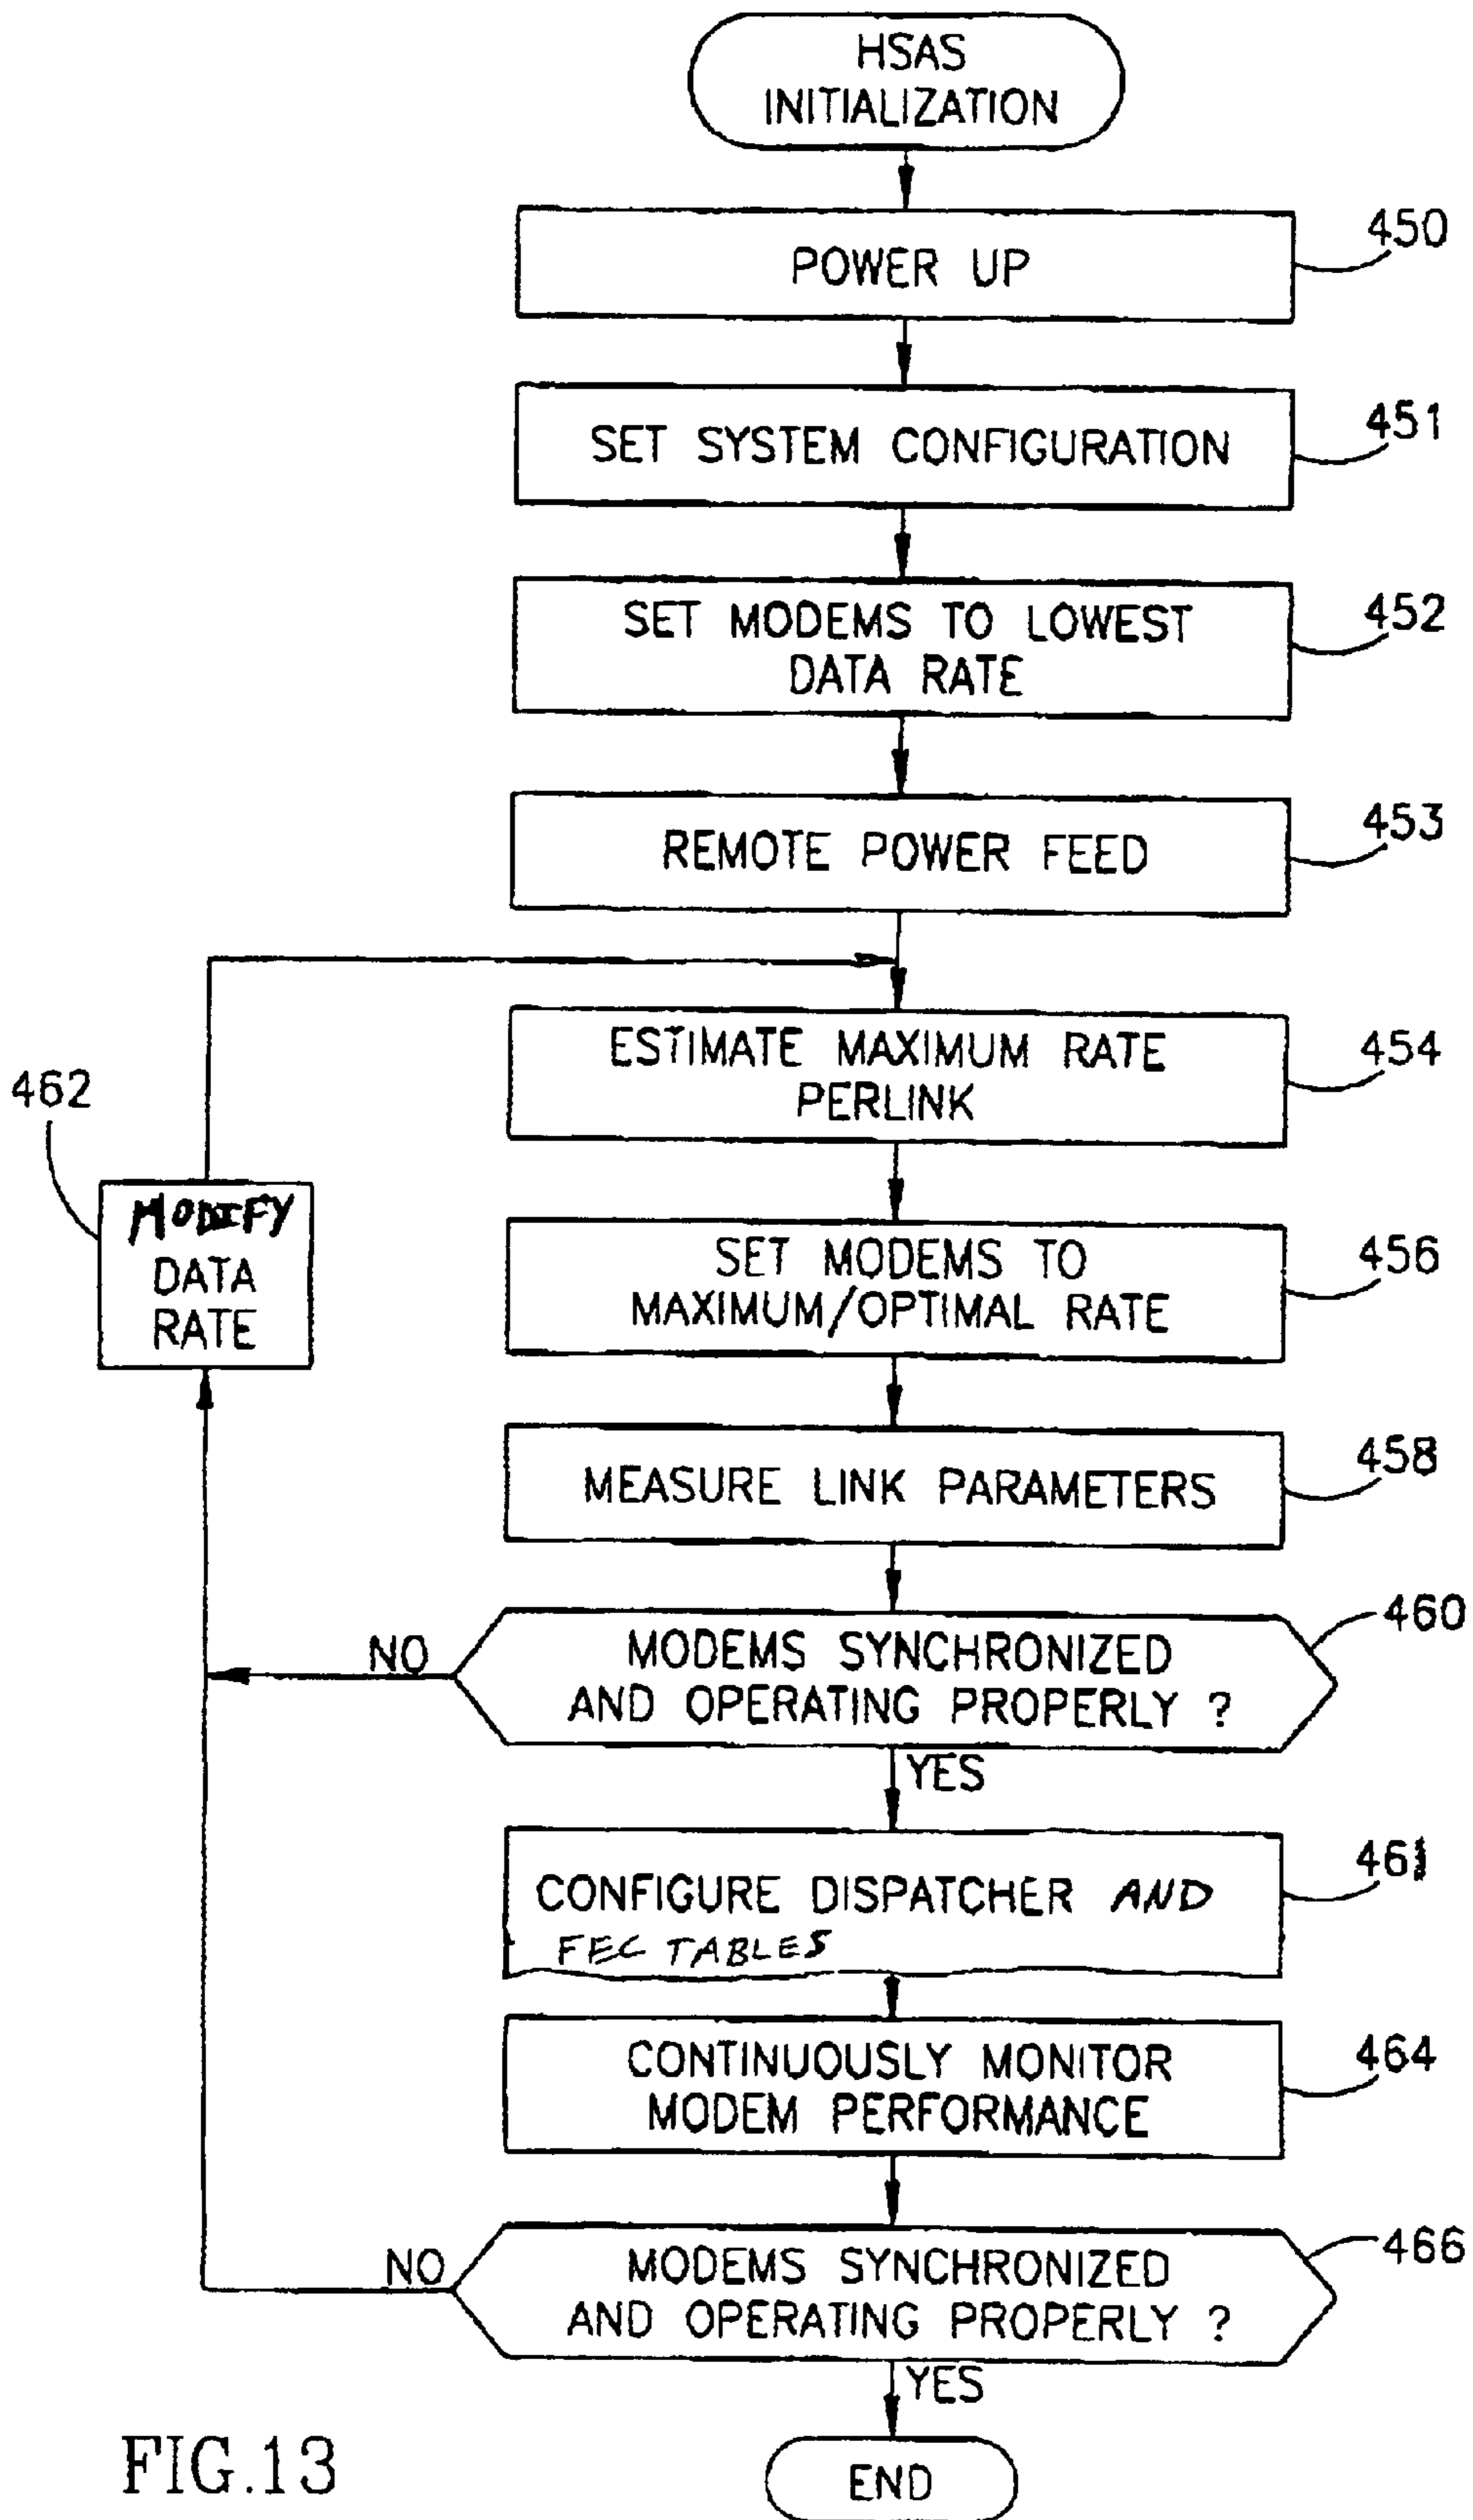 HSAS
INITIALIZATION
POWER UP
450
SET SYSTEM CONFIGURATION
451
SET MODEMS TO LOWEST
DATA RATE
452
REMOTE POWER FEED
453
ESTIMATE MAXIMUM RATE
PERLINK
454
462
MODIFY
DATA
RATE
SET MODEMS TO
MAXIMUM/OPTIMAL RATE
456
MEASURE LINK PARAMETERS
458
MODEMS SYNCHRONIZED
AND OPERATING PROPERLY ?
460
NO
YES
CONFIGURE DISPATCHER AND
FEC TABLES
461
CONTINUOUSLY MONITOR
MODEM PERFORMANCE
464
MODEMS SYNCHRONIZED
AND OPERATING PROPERLY ?
466
NO
YES
END
FIG.13